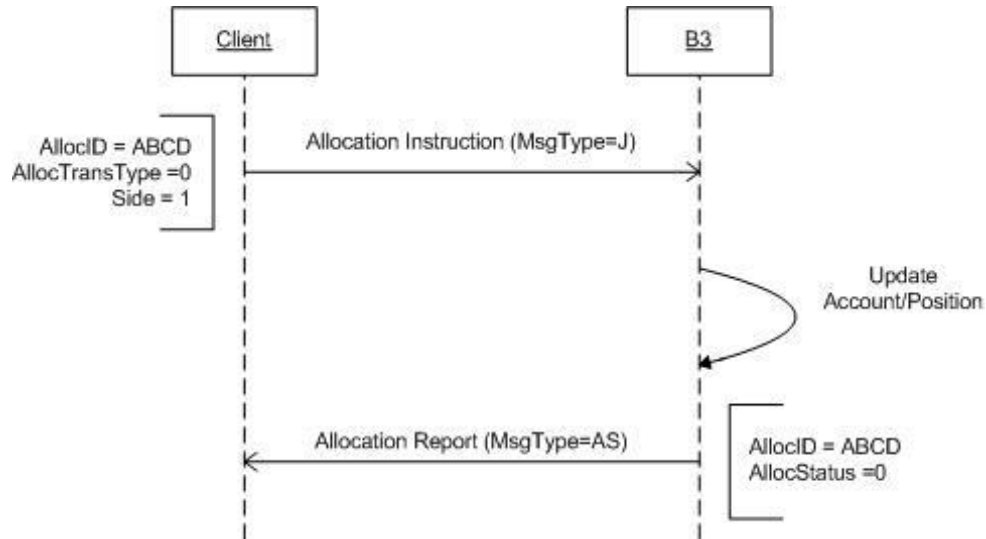 Client
B3
Allocation Instruction (MsgType=J)
AllocID = ABCD
AllocTransType =0
Side = 1
Update
Account/Position
Allocation Report (MsgType=AS)
AllocID = ABCD
AllocStatus =0